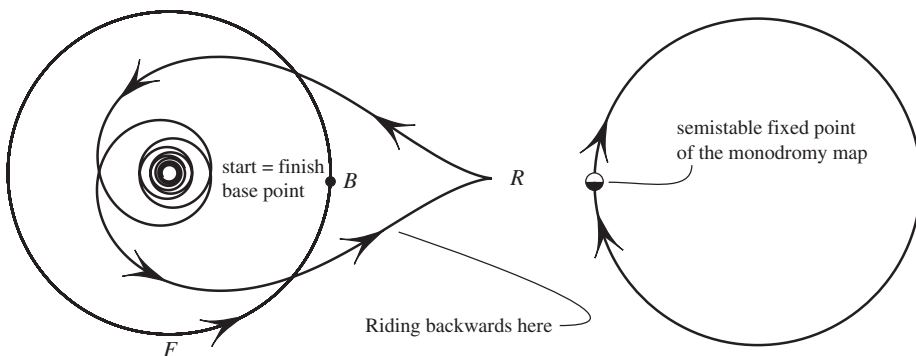 start = finish
base point
B
R
F
Riding backwards here
semistable fixed point
of the monodromy map